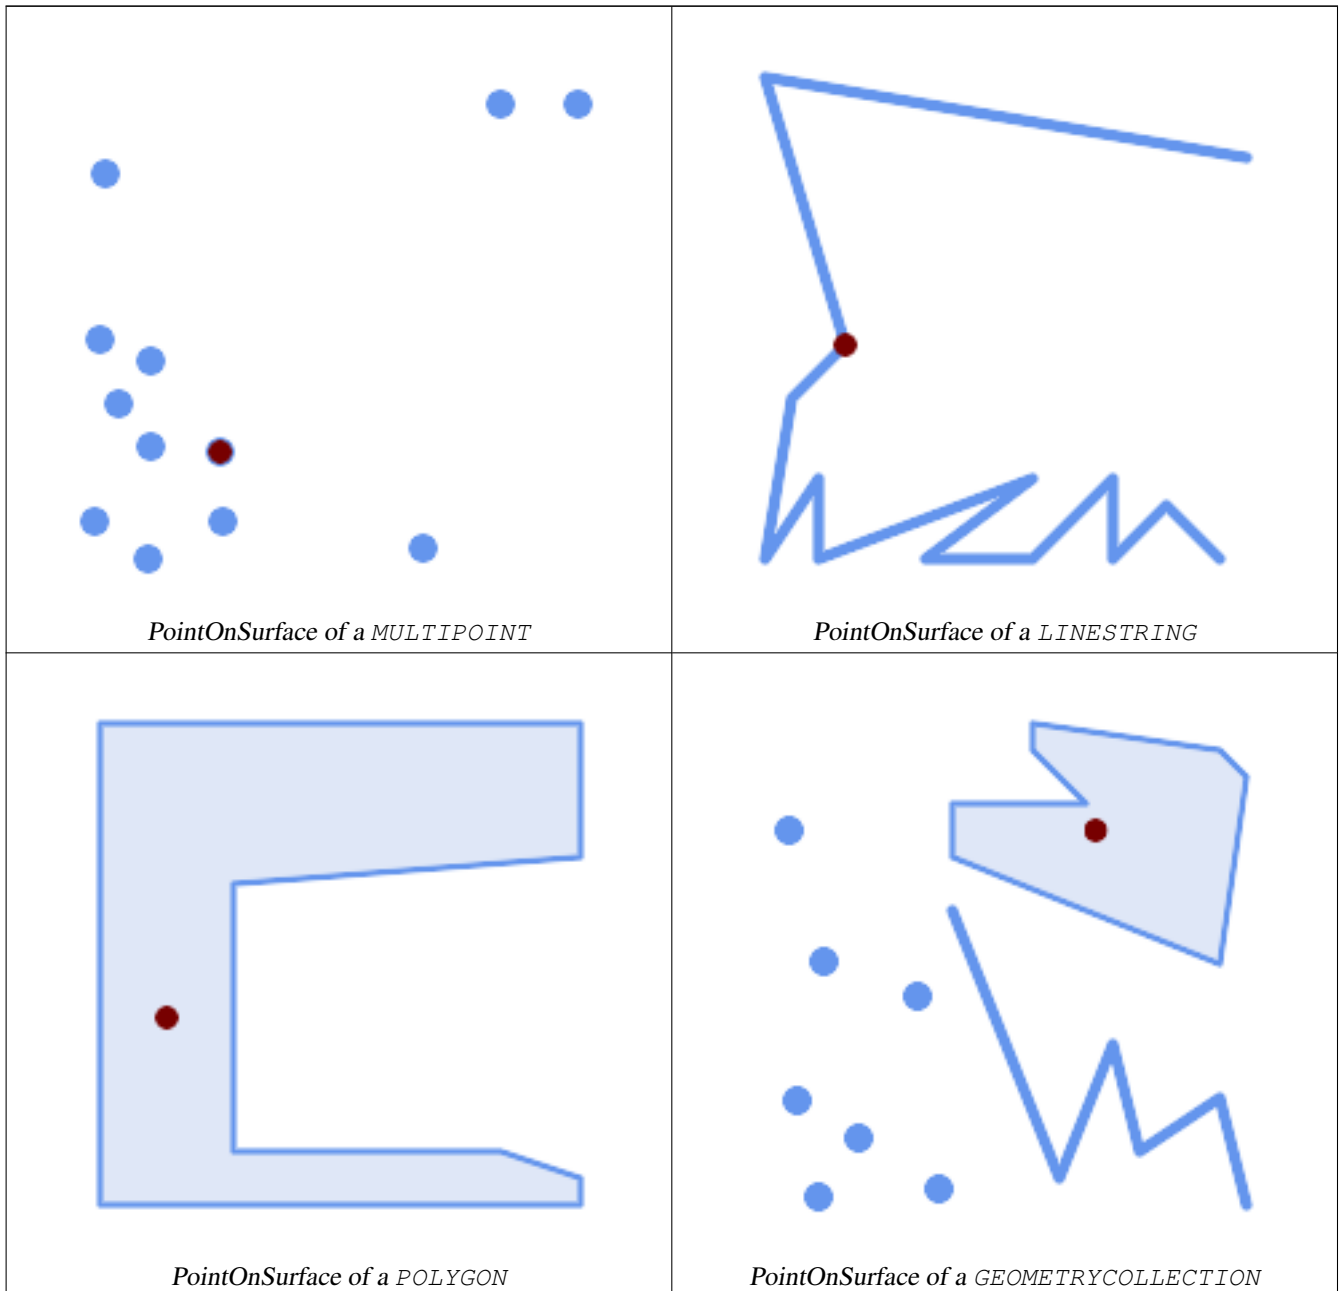 PointOnSurface of a MULTIPOINT
PointOnSurface of a LINESTRING
PointOnSurface of a POLYGON
PointOnSurface of a GEOMETRYCOLLECTION